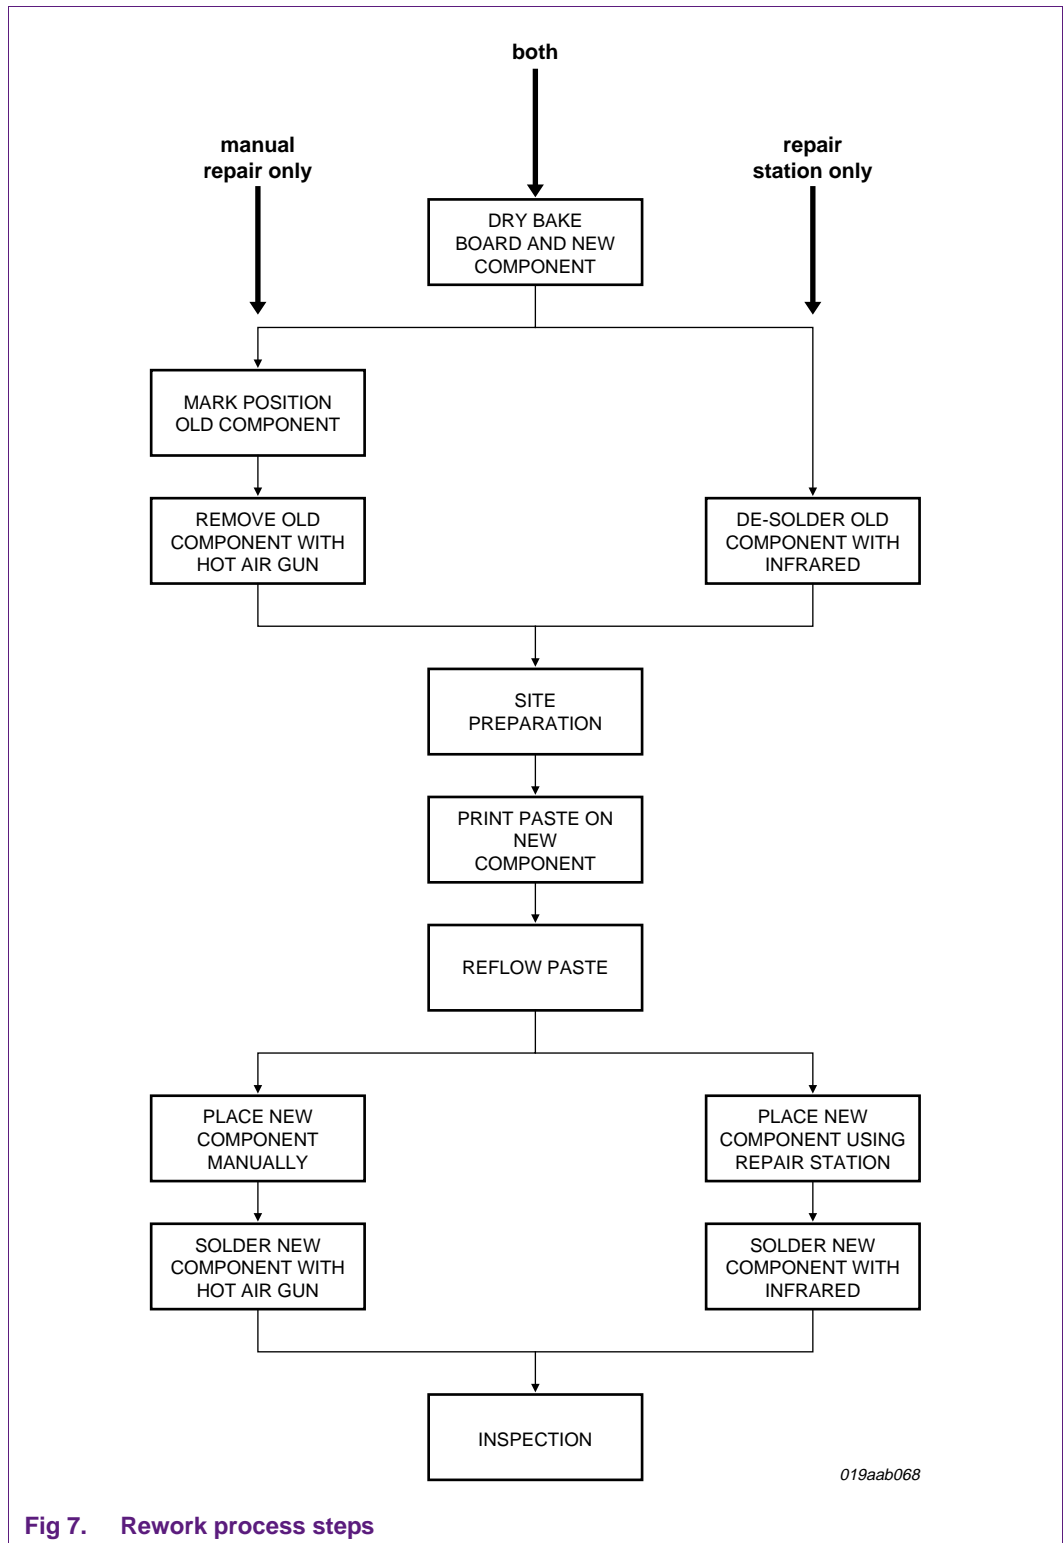 both
manual
repair only
repair
station only
DRY BAKE
BOARD AND NEW
COMPONENT
MARK POSITION
OLD COMPONENT
REMOVE OLD
COMPONENT WITH
HOT AIR GUN
DE-SOLDER OLD
COMPONENT WITH
INFRARED
SITE
PREPARATION
PRINT PASTE ON
NEW
COMPONENT
REFLOW PASTE
PLACE NEW
COMPONENT
MANUALLY
PLACE NEW
COMPONENT USING
REPAIR STATION
SOLDER NEW
COMPONENT WITH
HOT AIR GUN
SOLDER NEW
COMPONENT WITH
INFRARED
INSPECTION
019aab068
Fig 7. Rework process steps